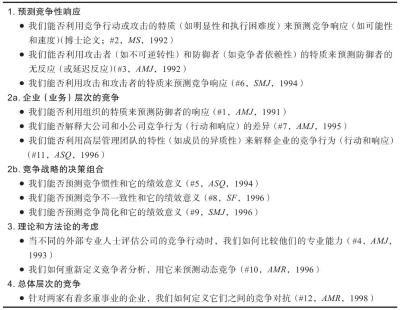 1. 预测竞争性响应
● 我们能否利用竞争行动或攻击的特质(如明显性和执行困难度)来预测竞争响应(如可能性
和速度)(博士论文;#2,MS,1992)
● 我们能否利用攻击者(如不可逆转性)和防御者(如竞争者依赖性)的特质来预测防御者的
无反应(或延迟反应)(#3,AMJ,1992)
● 我们能否利用攻击和攻击者的特质来预测竞争响应(#6,SMJ,1994)
2a. 企业(业务)层次的竞争
● 我们能否利用组织的特质来预测防御者的响应(#1,AMJ,1991)
● 我们能否解释大公司和小公司竞争行为(行动和响应)的差异(#7,AMJ,1995)
● 我们能否利用高层管理团队的特性(如成员的异质性)来解释企业的竞争行为(行动和响应)
(#11,ASQ,1996)
2b. 竞争战略的决策组合
● 我们能否预测竞争惯性和它的绩效意义(#5,ASQ,1994)
● 我们能否预测竞争不一致性和它的绩效意义(#8,SF,1996)
● 我们能否预测竞争简化和它的绩效意义(#9,SMJ,1996)
3. 理论和方法论的考虑
● 当不同的外部专业人士评估公司的竞争行动时,我们如何比较他们的专业能力(#4,AMJ,
1993)
● 我们如何重新定义竞争者分析,用它来预测动态竞争(#10,AMR,1996)
4. 总体层次的竞争
● 针对两家有着多重事业的企业,我们如何定义它们之间的竞争对抗(#12,AMR,1998)